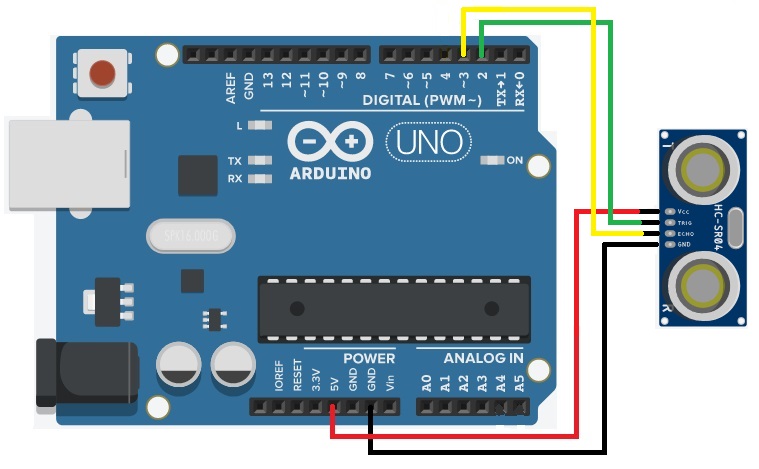 AREF
GND
13
12
~11
~10
~9
8
7
~6
~5
4
~3
2
TX→1
RX←0
DIGITAL (PWM~)
L
TX
RX
ARDUINO
UNO
ON
SPK16.000G
Vcc
TRIG
ECHO
GND
HC-SR04
T
R
POWER
ANALOG IN
IOREF
RESET
3.3V
5V
GND
GND
Vin
A0
A1
A2
A3
A4
A5